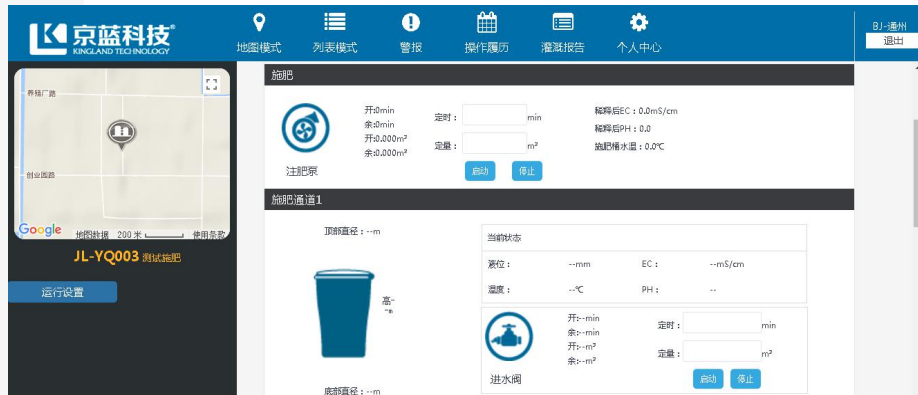 京蓝科技®
KINGLAND TECHNOLOGY
地图模式
列表模式
警报
操作履历
灌溉报告
个人中心
BJ-通州
退出
养殖厂路
创业园路
Google
地图数据 200 米 使用条款
JL-YQ003 测试施肥
运行设置
施肥
注肥泵
开:0min
余:0min
开:0.000m³
余:0.000m³
定时： min
定量： m³
启动 停止
稀释后EC：0.0mS/cm
稀释后PH：0.0
施肥桶水温：0.0℃
施肥通道1
顶部直径：--m
高--
--m
底部直径：--m
当前状态
液位： --mm EC： --mS/cm
温度： --℃ PH： --
进水阀
开:--min
余:--min
开:--m³
余:--m³
定时： min
定量： m³
启动 停止